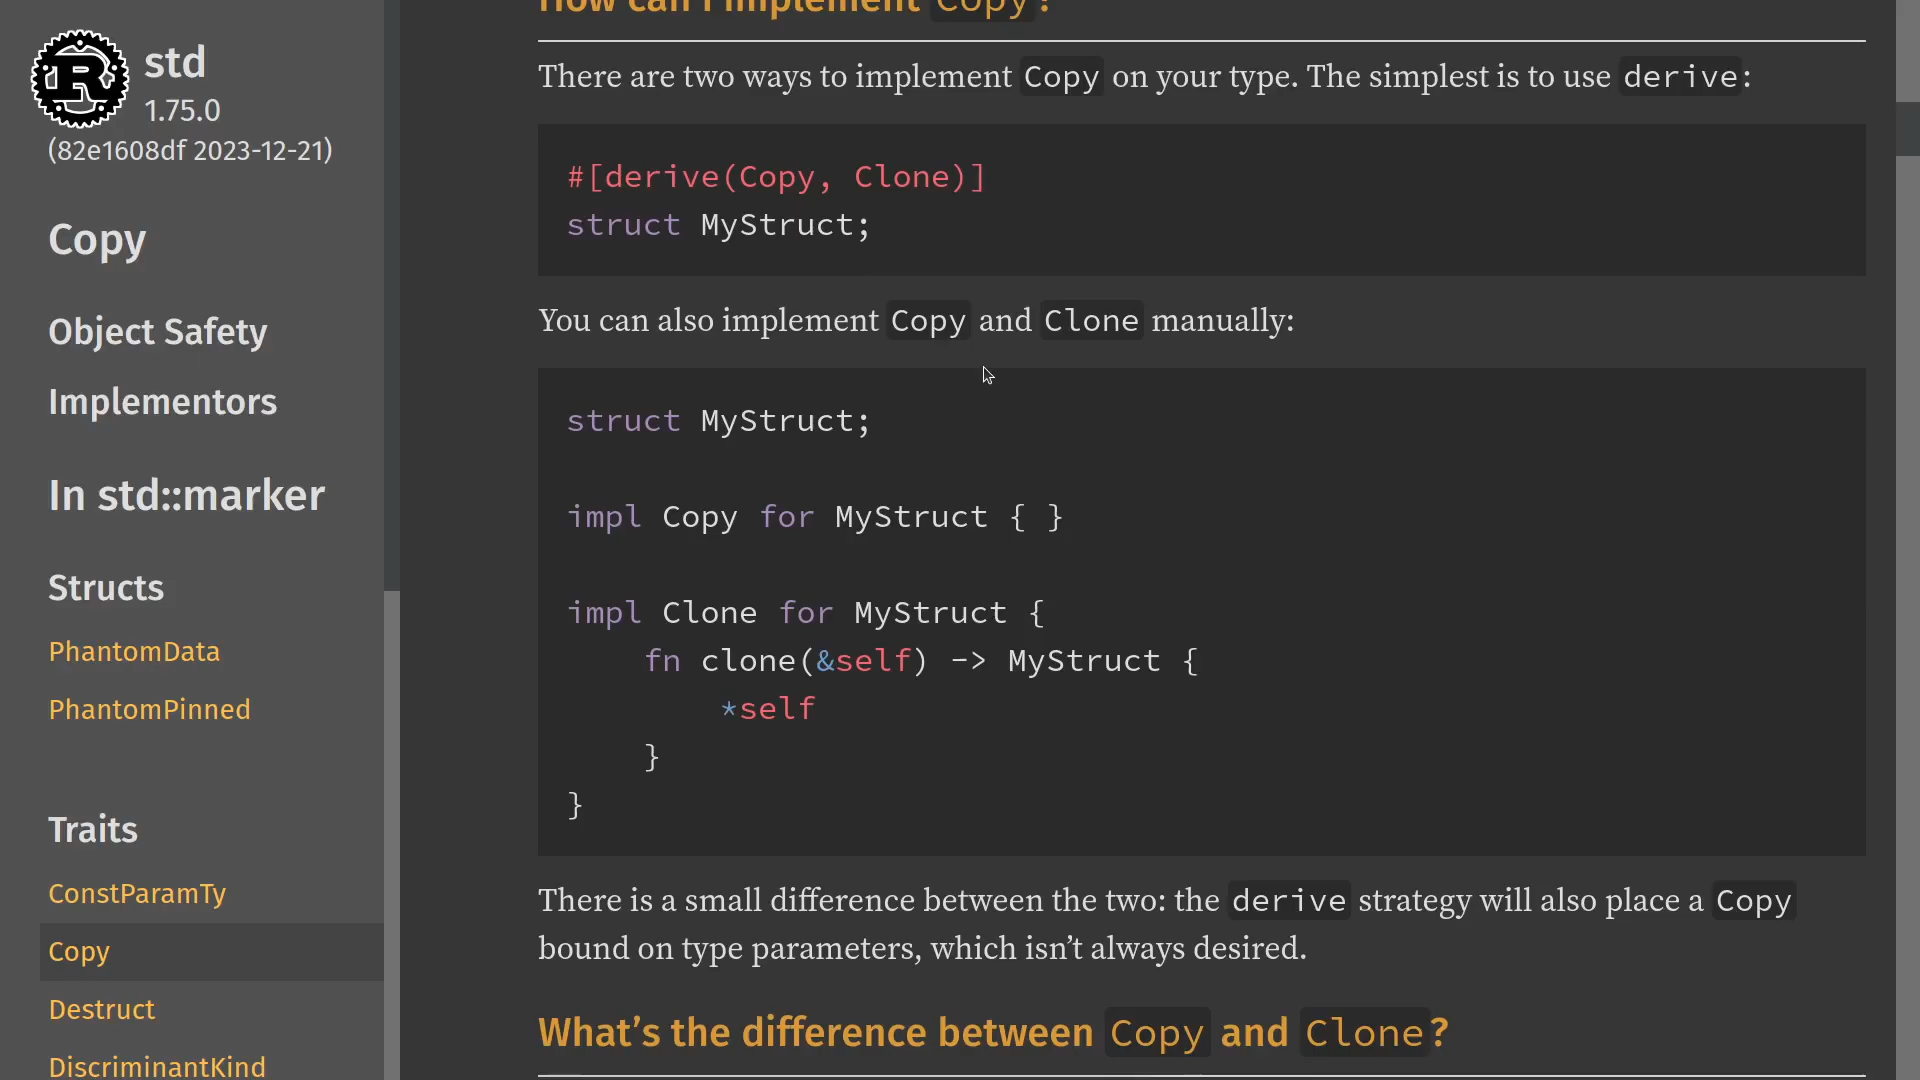 std
1.75.0
(82e1608df 2023-12-21)
Copy
Object Safety
Implementors
In std::marker
Structs
PhantomData
PhantomPinned
Traits
ConstParamTy
Copy
Destruct
DiscriminantKind
How can I implement Copy?
There are two ways to implement Copy on your type. The simplest is to use derive:
#[derive(Copy, Clone)]
struct MyStruct;
You can also implement Copy and Clone manually:
struct MyStruct;
impl Copy for MyStruct { }
impl Clone for MyStruct {
    fn clone(&self) -> MyStruct {
        *self
    }
}
There is a small difference between the two: the derive strategy will also place a Copy
bound on type parameters, which isn’t always desired.
What’s the difference between Copy and Clone?